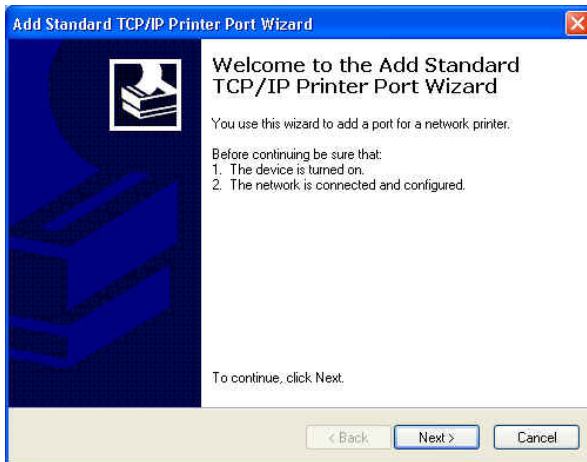 Add Standard TCP/IP Printer Port Wizard
Welcome to the Add Standard
TCP/IP Printer Port Wizard
You use this wizard to add a port for a network printer.
Before continuing be sure that:
1. The device is turned on.
2. The network is connected and configured.
To continue, click Next.
< Back
Next >
Cancel